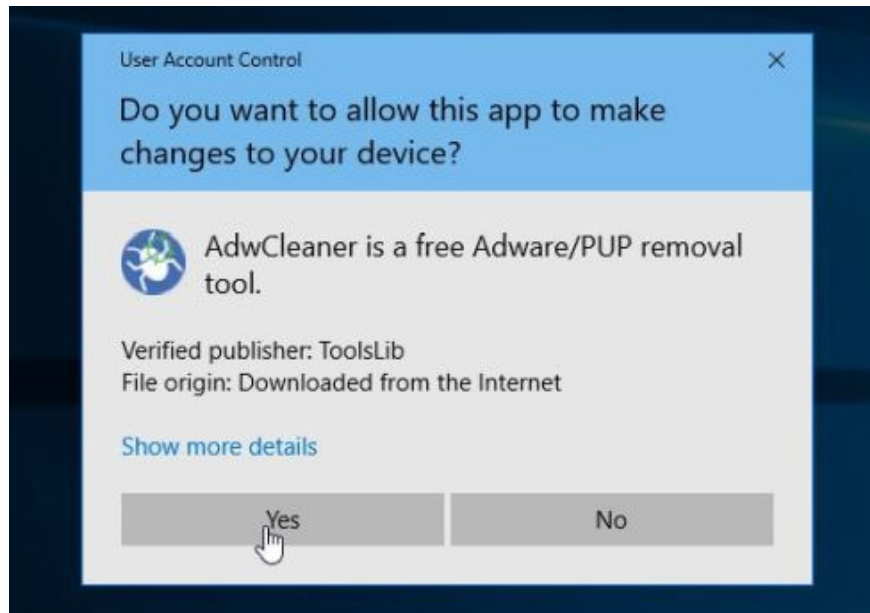 User Account Control
Do you want to allow this app to make
changes to your device?
AdwCleaner is a free Adware/PUP removal
tool.
Verified publisher: ToolsLib
File origin: Downloaded from the Internet
Show more details
Yes
No